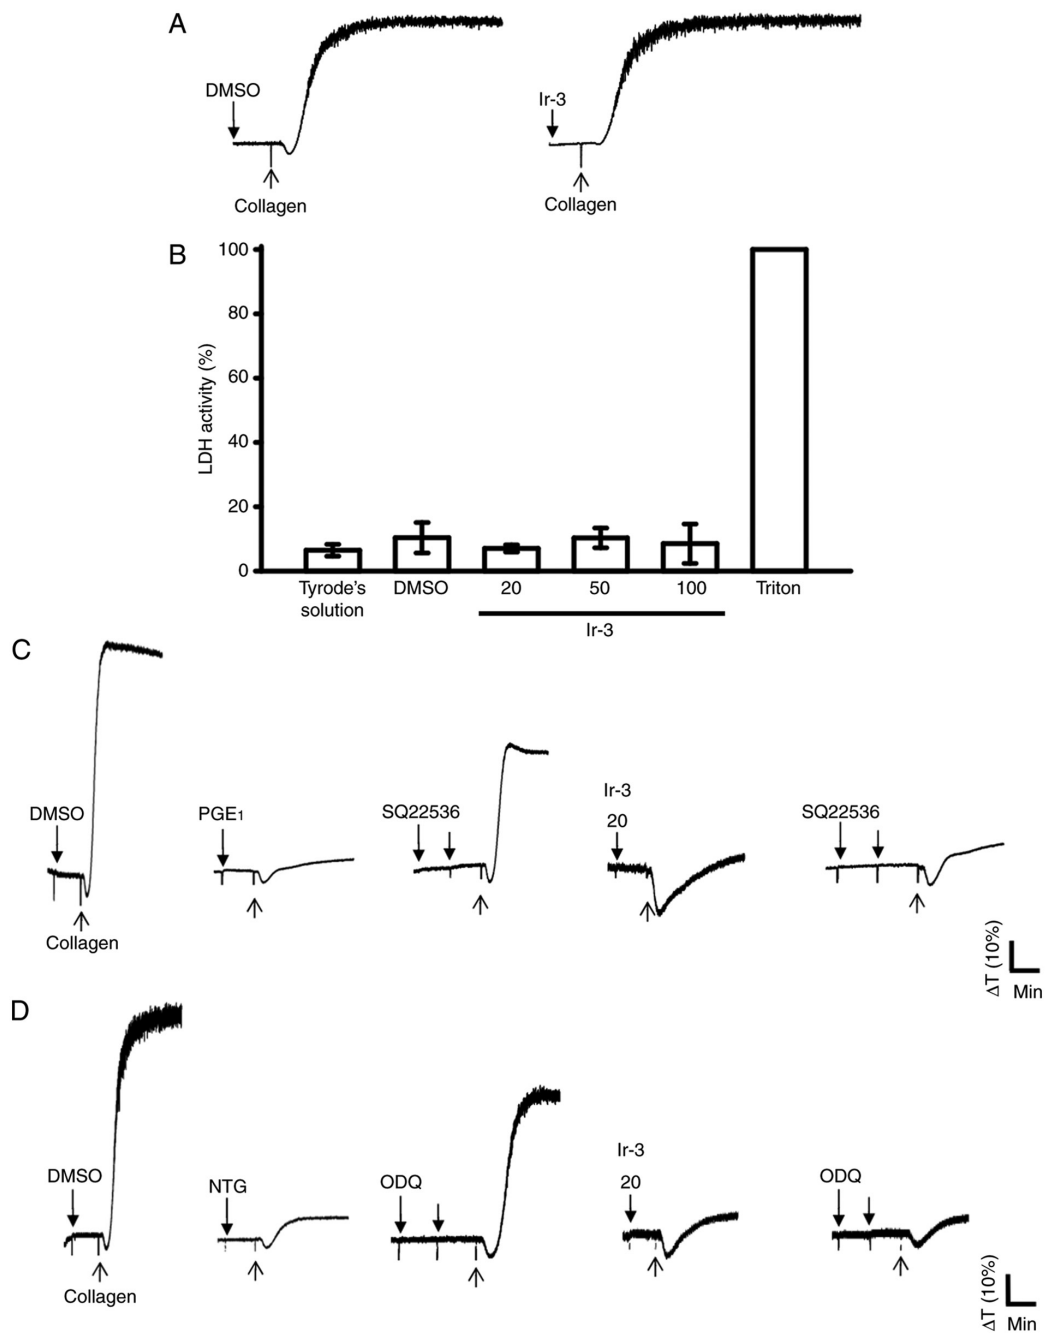 A
DMSO
Collagen
Ir-3
Collagen
B
LDH activity (%)
100
80
60
40
20
0
Tyrode's
solution
DMSO
20
50
100
Triton
Ir-3
C
DMSO
Collagen
PGE1
SQ22536
Ir-3
20
SQ22536
ΔT (10%)
Min
D
DMSO
Collagen
NTG
ODQ
Ir-3
20
ODQ
ΔT (10%)
Min